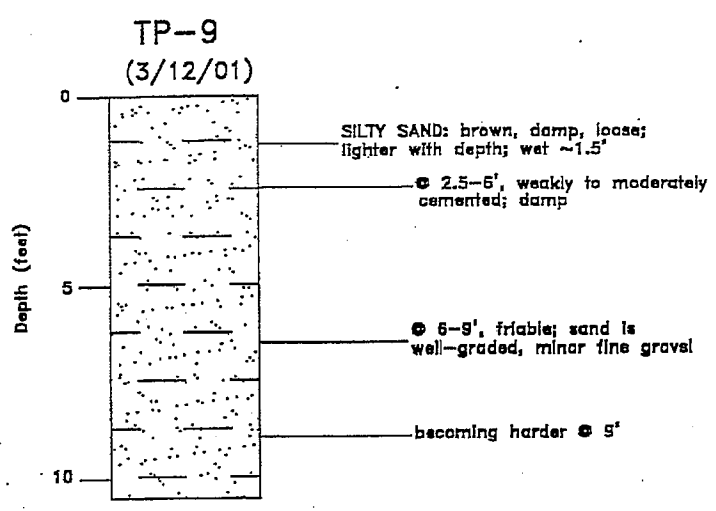 TP-9
(3/12/01)
0
SILTY SAND: brown, damp, loose;
lighter with depth; wet ~1.5'
@ 2.5-6', weakly to moderately
cemented; damp
Depth (feet)
5
@ 6-9', friable; sand is
well-graded, minor fine gravel
becoming harder @ 9'
10